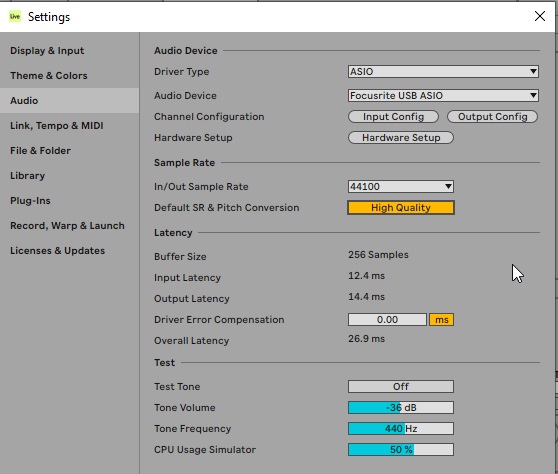 Live Settings
Display & Input
Theme & Colors
Audio
Link, Tempo & MIDI
File & Folder
Library
Plug-Ins
Record, Warp & Launch
Licenses & Updates
Audio Device
Driver Type ASIO
Audio Device Focusrite USB ASIO
Channel Configuration Input Config Output Config
Hardware Setup Hardware Setup
Sample Rate
In/Out Sample Rate 44100
Default SR & Pitch Conversion High Quality
Latency
Buffer Size 256 Samples
Input Latency 12.4 ms
Output Latency 14.4 ms
Driver Error Compensation 0.00 ms
Overall Latency 26.9 ms
Test
Test Tone Off
Tone Volume -36 dB
Tone Frequency 440 Hz
CPU Usage Simulator 50 %